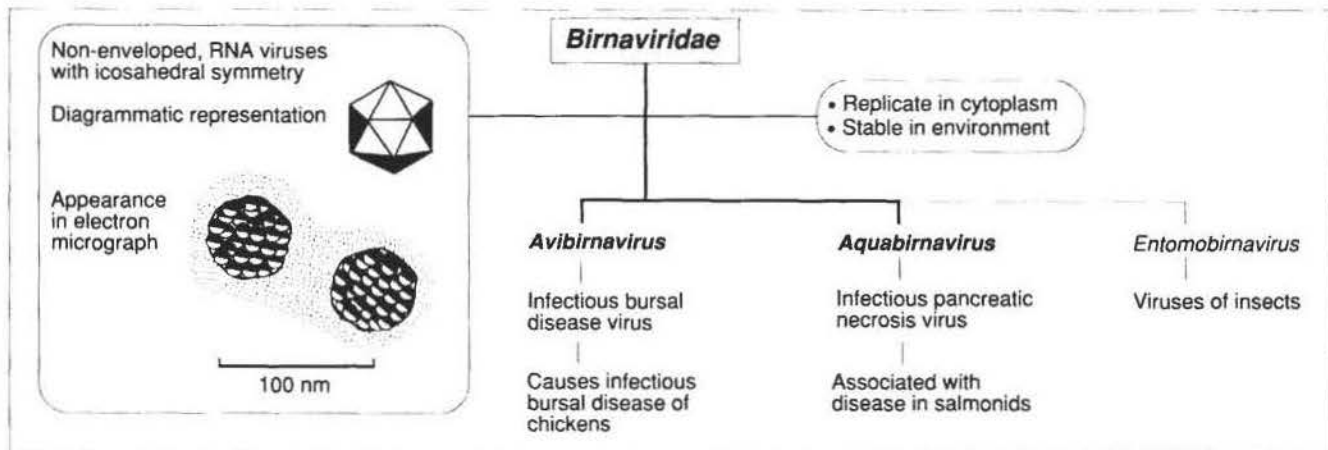 Birnaviridae
Non-enveloped, RNA viruses
with icosahedral symmetry
Diagrammatic representation
Appearance
in electron
micrograph
100 nm
• Replicate in cytoplasm
• Stable in environment
Avibirnavirus
Infectious bursal
disease virus
Causes infectious
bursal disease of
chickens
Aquabirnavirus
Infectious pancreatic
necrosis virus
Associated with
disease in salmonids
Entomobirnavirus
Viruses of insects